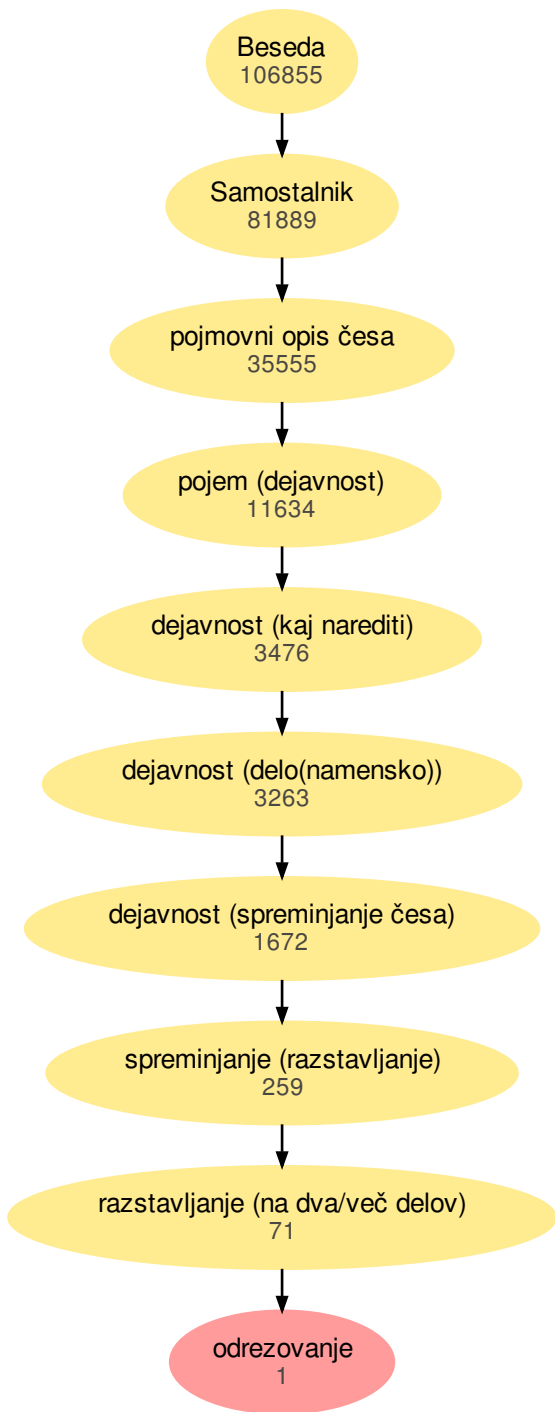 Beseda
106855
Samostalnik
81889
pojmovni opis česa
35555
pojem (dejavnost)
11634
dejavnost (kaj narediti)
3476
dejavnost (delo(namensko))
3263
dejavnost (spreminjanje česa)
1672
spreminjanje (razstavljanje)
259
razstavljanje (na dva/več delov)
71
odrezovanje
1